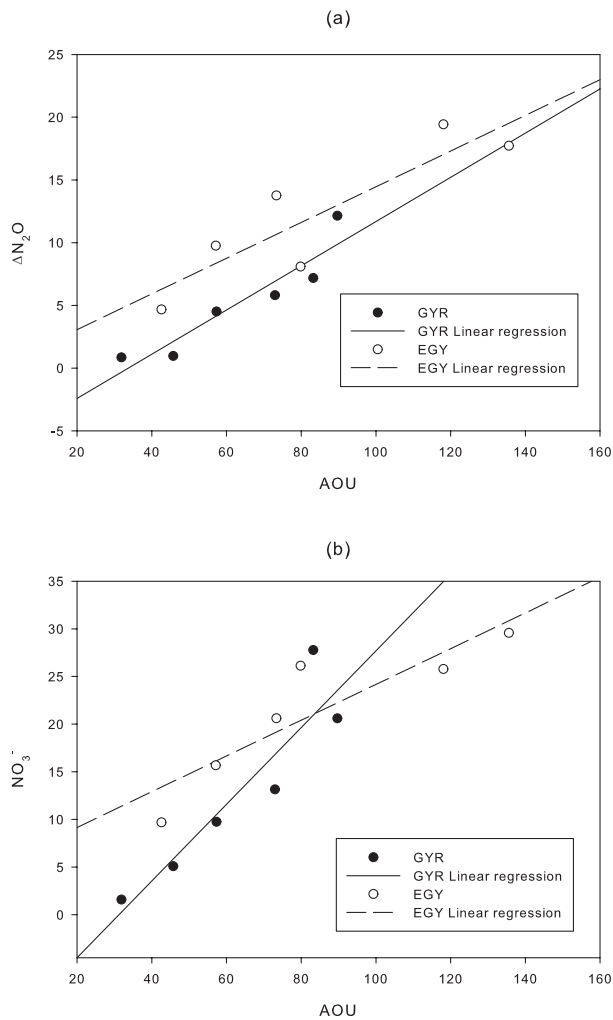 (a)
25
20
15
10
5
0
-5
ΔN₂O
GYR
GYR Linear regression
EGY
EGY Linear regression
20 40 60 80 100 120 140 160
AOU
(b)
35
30
25
20
15
10
5
0
NO₃⁻
GYR
GYR Linear regression
EGY
EGY Linear regression
20 40 60 80 100 120 140 160
AOU